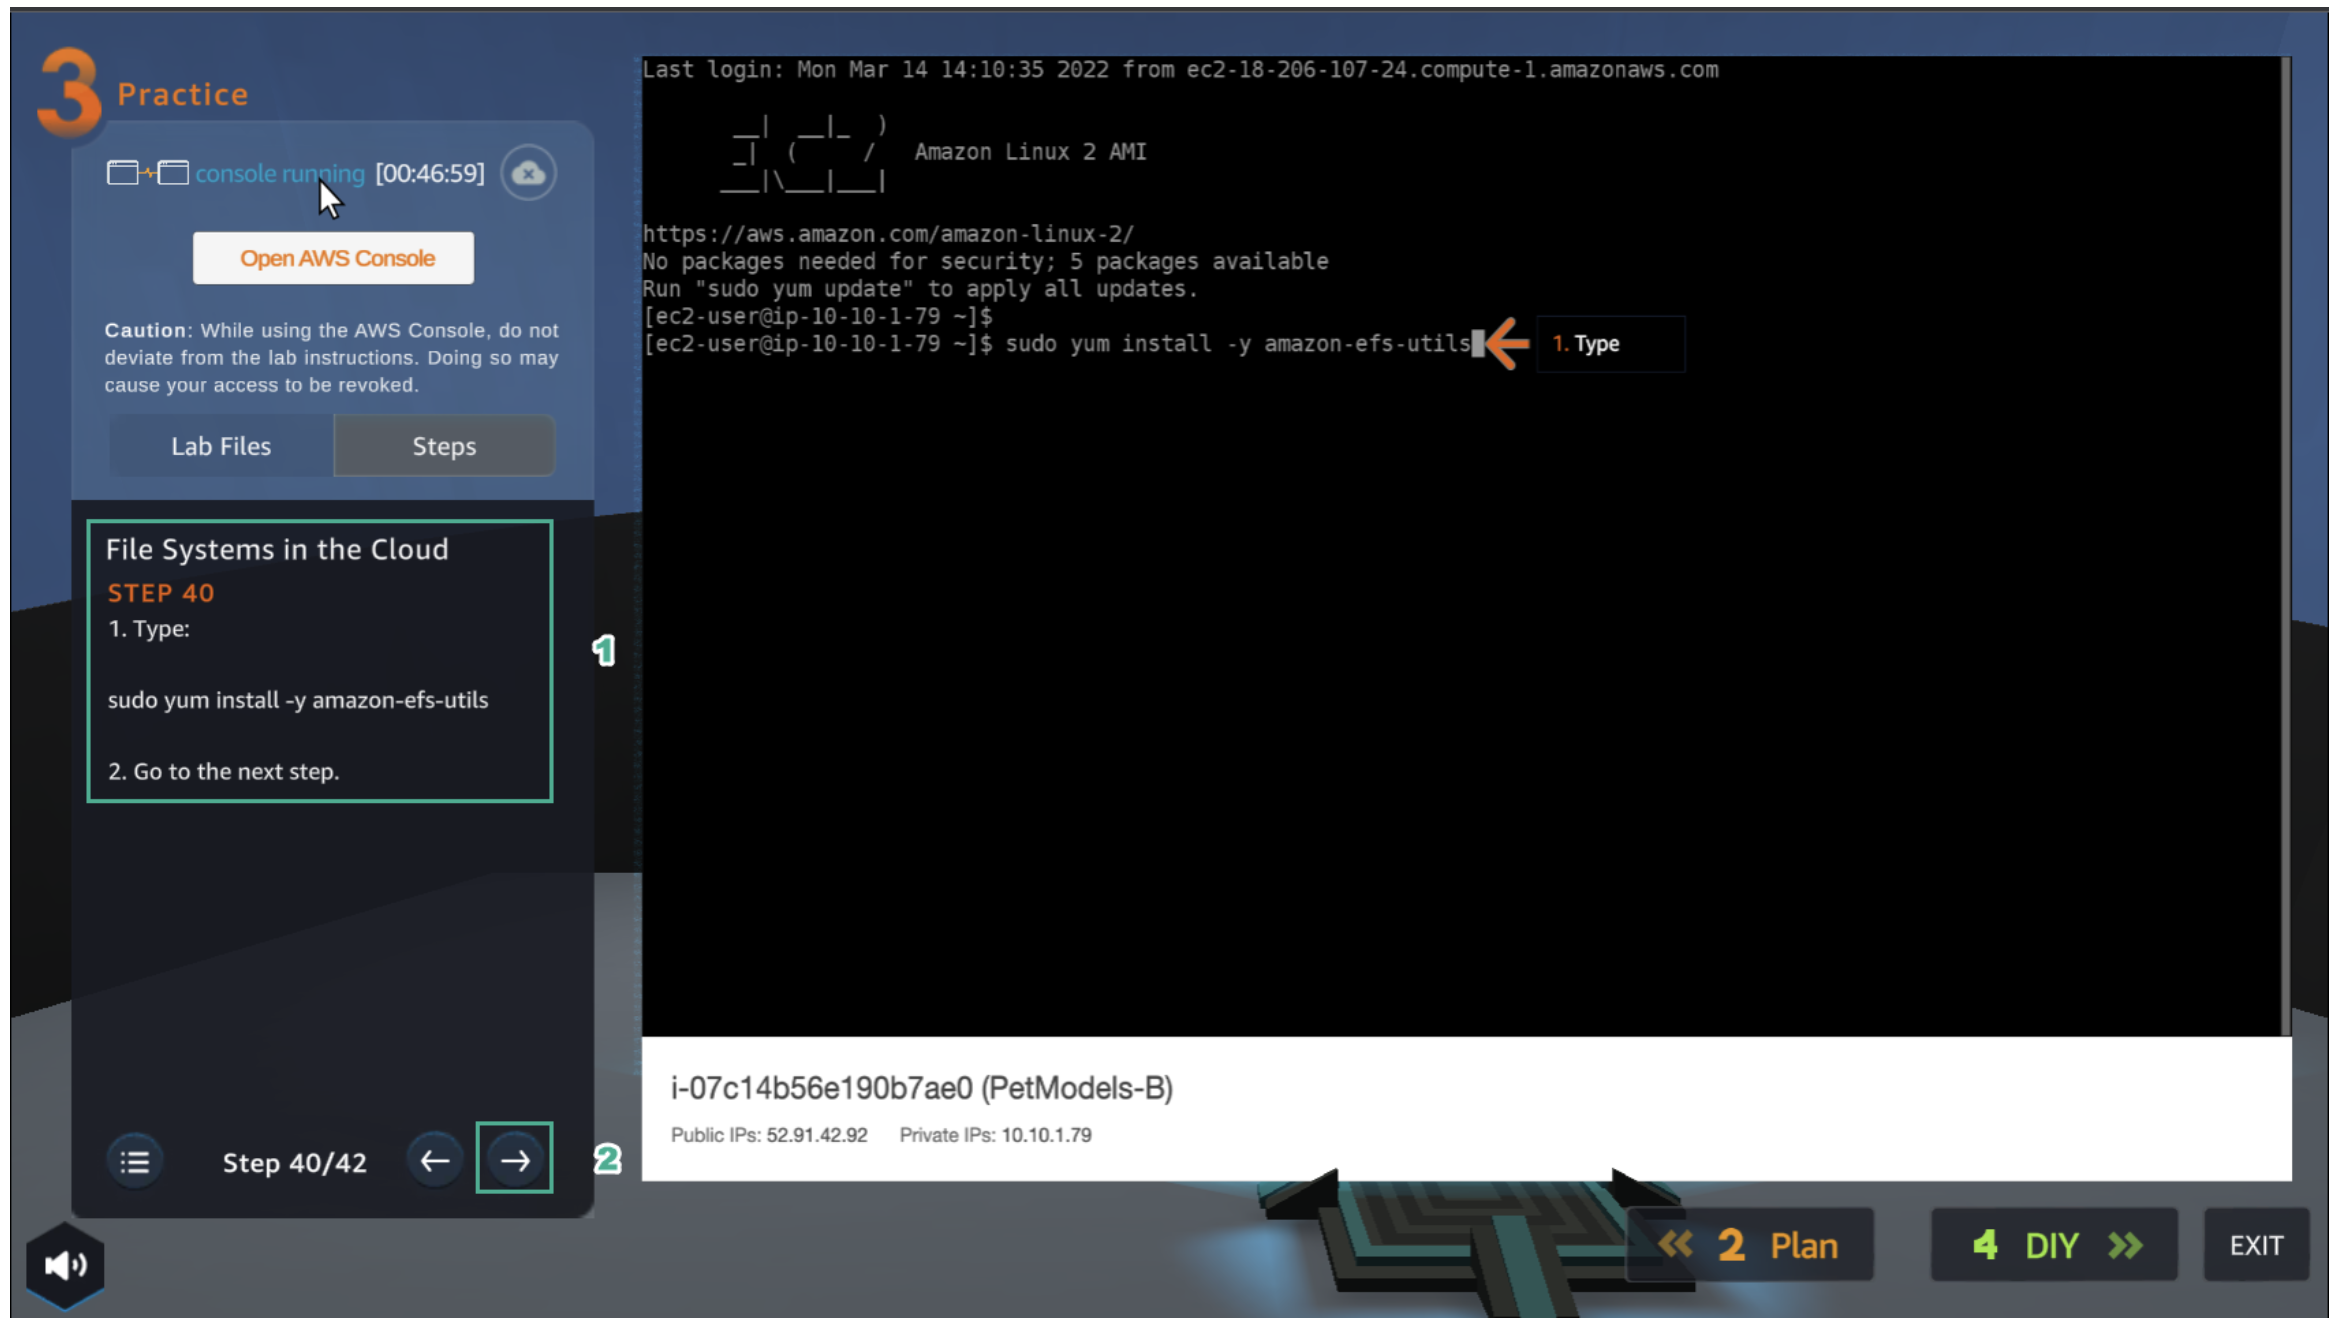 3 Practice
console running [00:46:59]
Open AWS Console
Caution: While using the AWS Console, do not
deviate from the lab instructions. Doing so may
cause your access to be revoked.
Lab Files
Steps
File Systems in the Cloud
STEP 40
1. Type:
sudo yum install -y amazon-efs-utils
2. Go to the next step.
1
Step 40/42
2
Last login: Mon Mar 14 14:10:35 2022 from ec2-18-206-107-24.compute-1.amazonaws.com
__|  __|_  )
_|  (     /   Amazon Linux 2 AMI
___|\___|___|
https://aws.amazon.com/amazon-linux-2/
No packages needed for security; 5 packages available
Run "sudo yum update" to apply all updates.
[ec2-user@ip-10-10-1-79 ~]$
[ec2-user@ip-10-10-1-79 ~]$ sudo yum install -y amazon-efs-utils
1. Type
i-07c14b56e190b7ae0 (PetModels-B)
Public IPs: 52.91.42.92 Private IPs: 10.10.1.79
2 Plan
4 DIY
EXIT